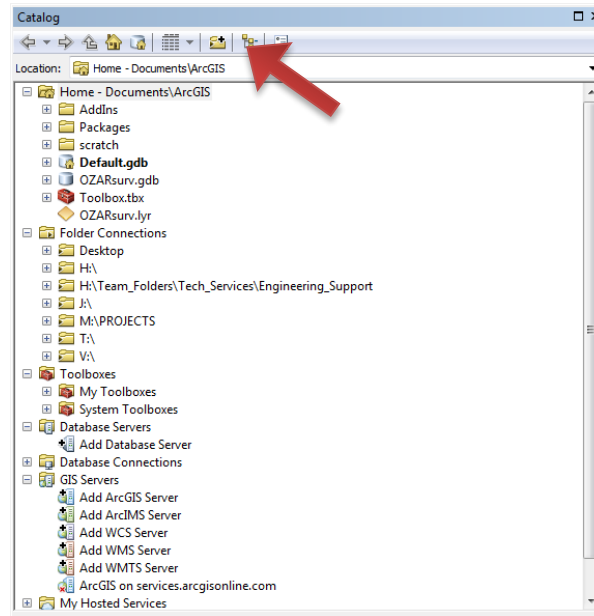 Catalog
Location: Home - Documents\ArcGIS
Home - Documents\ArcGIS
AddIns
Packages
scratch
Default.gdb
OZARsurv.gdb
Toolbox.tbx
OZARsurv.lyr
Folder Connections
Desktop
H:\
H:\Team_Folders\Tech_Services\Engineering_Support
J:\
M:\PROJECTS
T:\
V:\
Toolboxes
My Toolboxes
System Toolboxes
Database Servers
Add Database Server
Database Connections
GIS Servers
Add ArcGIS Server
Add ArcIMS Server
Add WCS Server
Add WMS Server
Add WMTS Server
ArcGIS on services.arcgisonline.com
My Hosted Services